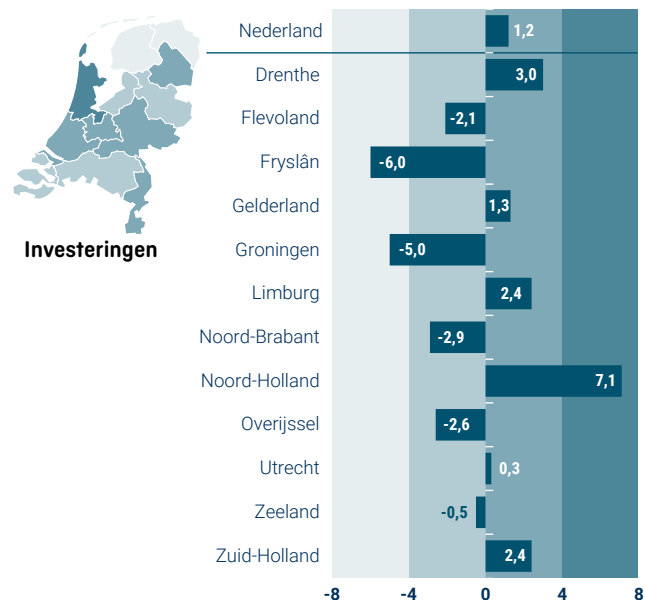 Nederland 1,2
Drenthe 3,0
Flevoland -2,1
Fryslân -6,0
Gelderland 1,3
Investeringen
Groningen -5,0
Limburg 2,4
Noord-Brabant -2,9
Noord-Holland 7,1
Overijssel -2,6
Utrecht 0,3
Zeeland -0,5
Zuid-Holland 2,4
-8 -4 0 4 8